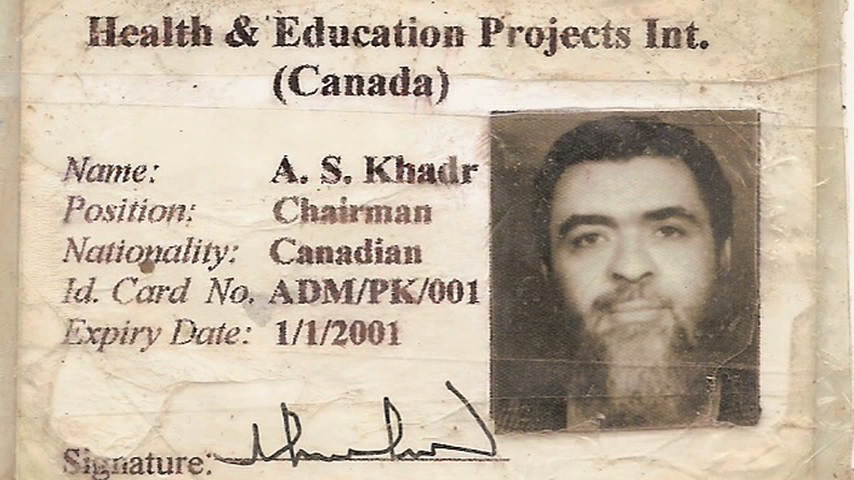 Health & Education Projects Int.
(Canada)
Name: A. S. Khadr
Position: Chairman
Nationality: Canadian
Id. Card No. ADM/PK/001
Expiry Date: 1/1/2001
Signature: